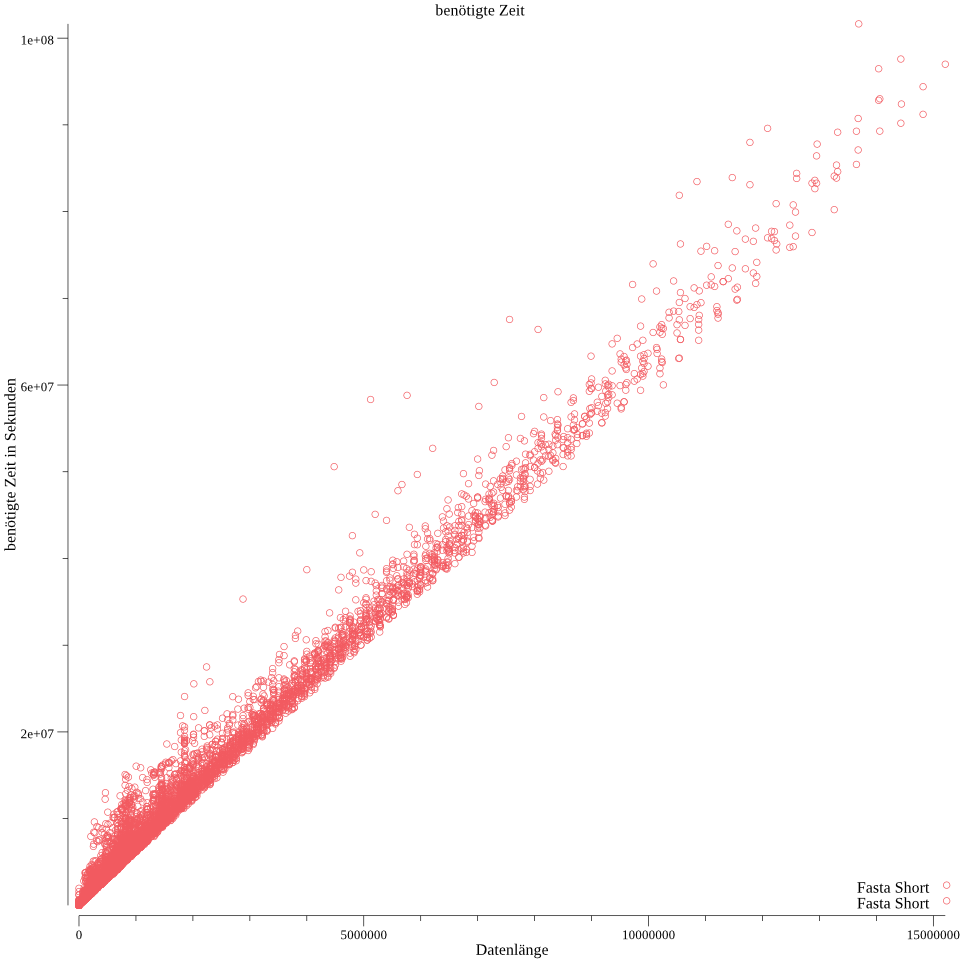 benötigte Zeit
1e+08
6e+07
2e+07
benötigte Zeit in Sekunden
Fasta Short
Fasta Short
0
5000000
10000000
15000000
Datenlänge